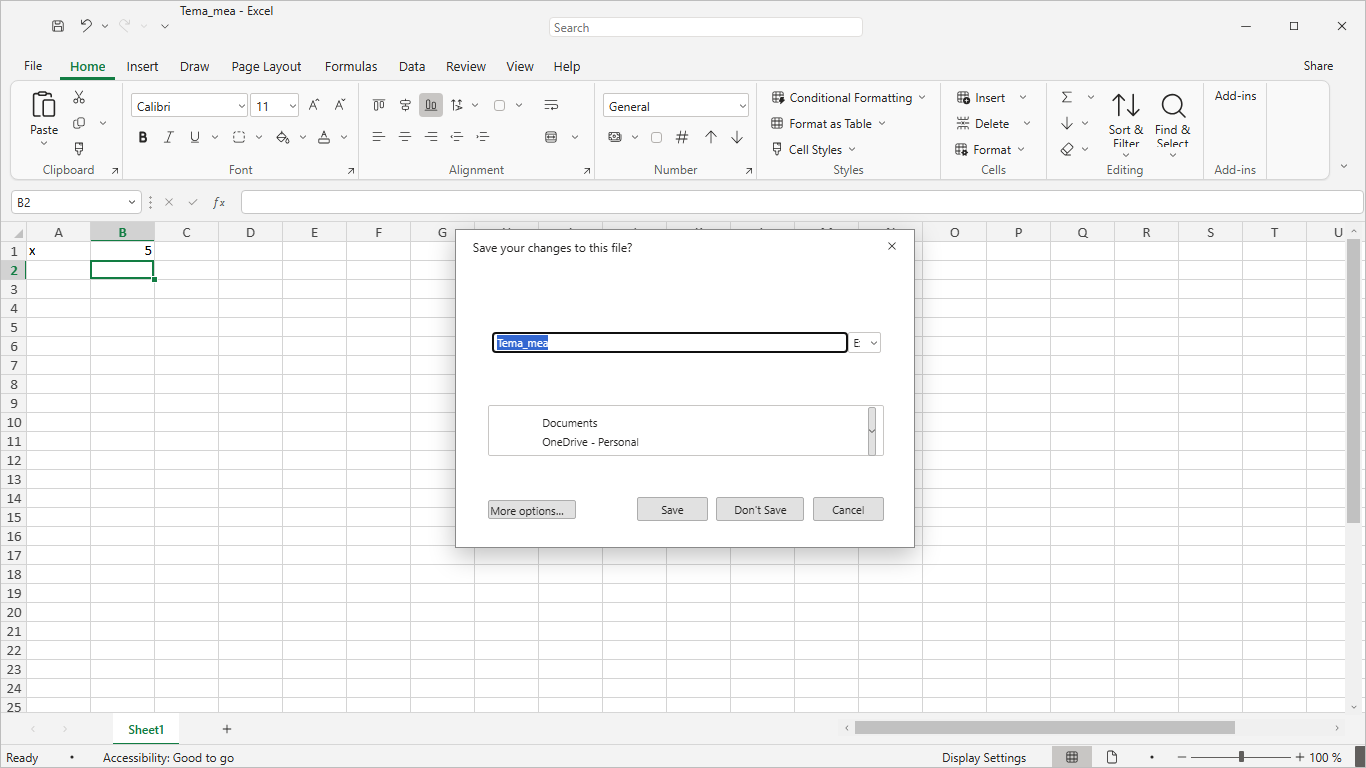 Tema_mea - Excel
Search
File Home Insert Draw Page Layout Formulas Data Review View Help Share
Paste
Clipboard
Calibri 11
B I U A
Font
Alignment
General
Number
Conditional Formatting
Format as Table
Cell Styles
Styles
Insert
Delete
Format
Cells
Sort & Filter
Find & Select
Editing
Add-ins
Add-ins
B2 fx
A B C D E F G O P Q R S T U
1 x 5
2
3
4
5
6
7
8
9
10
11
12
13
14
15
16
17
18
19
20
21
22
23
24
25
Save your changes to this file?
Tema_mea
Documents
OneDrive - Personal
More options... Save Don't Save Cancel
Sheet1
Ready Accessibility: Good to go Display Settings 100 %